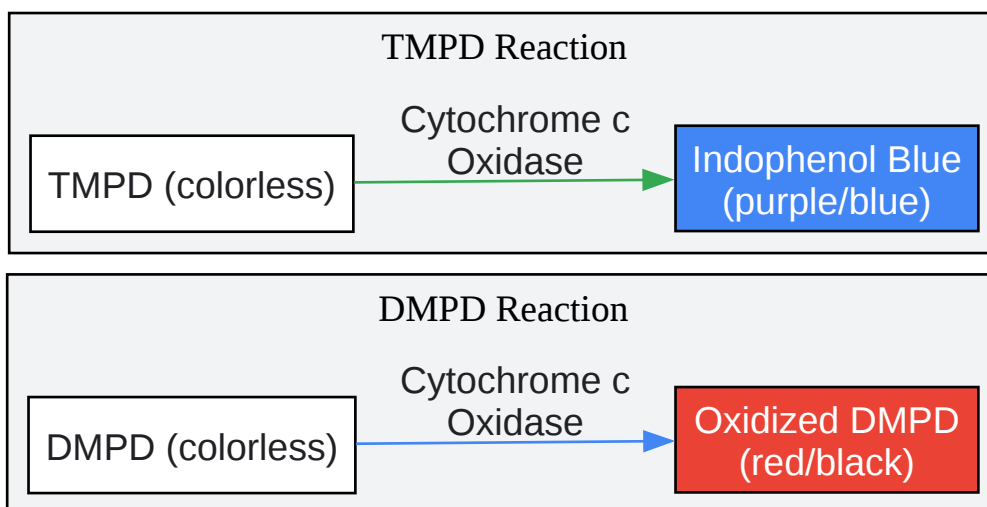 TMPD Reaction
Cytochrome c
Oxidase
TMPD (colorless)
Indophenol Blue
(purple/blue)
DMPD Reaction
Cytochrome c
Oxidase
DMPD (colorless)
Oxidized DMPD
(red/black)